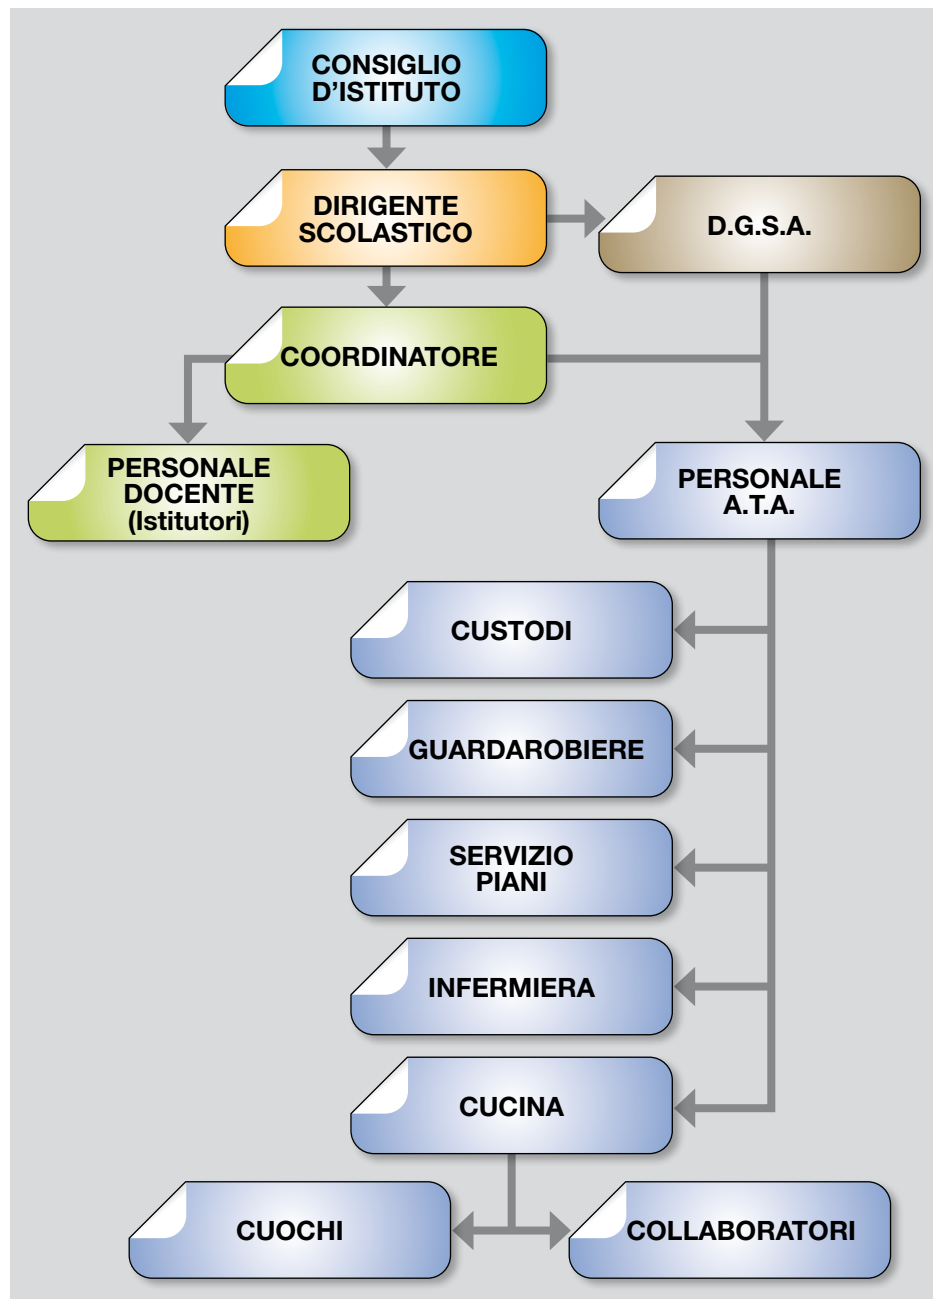 CONSIGLIO
D'ISTITUTO
DIRIGENTE
SCOLASTICO
D.G.S.A.
COORDINATORE
PERSONALE
DOCENTE
(Istitutori)
PERSONALE
A.T.A.
CUSTODI
GUARDAROBIERE
SERVIZIO
PIANI
INFERMIERA
CUCINA
CUOCHI
COLLABORATORI